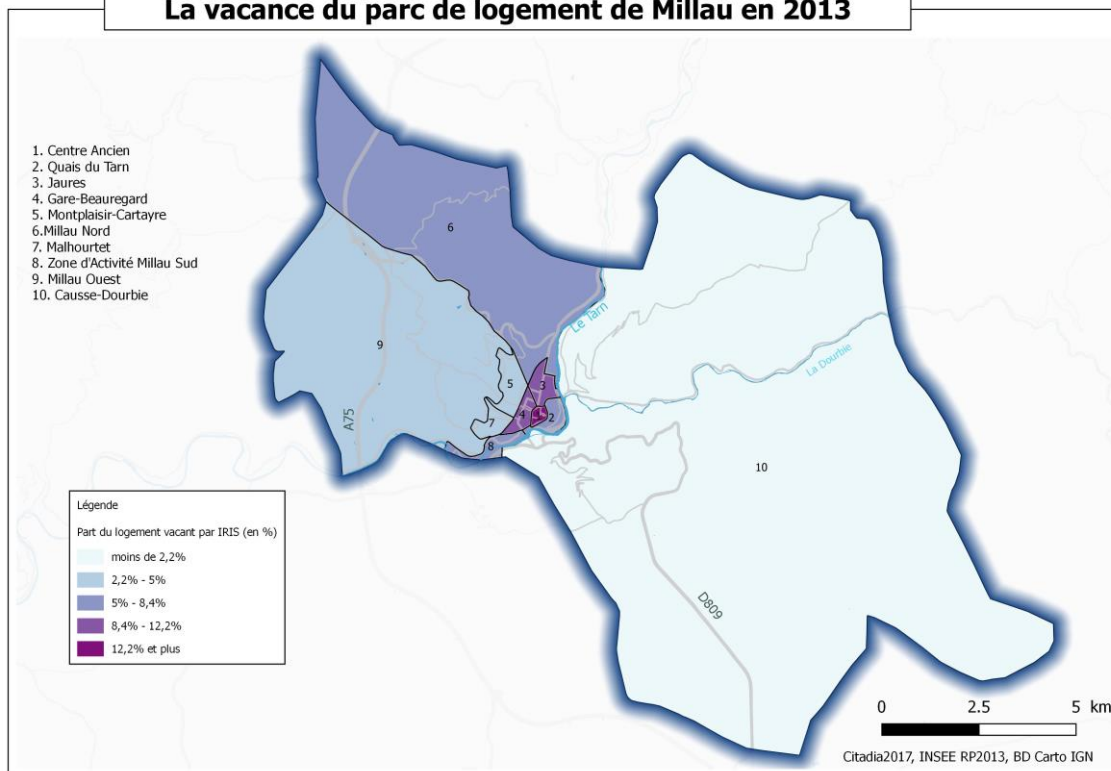 La vacance du parc de logement de Millau en 2013
1. Centre Ancien
2. Quais du Tarn
3. Jaures
4. Gare-Beauregard
5. Montplaisir-Cartayre
6.Millau Nord
7. Malhourtet
8. Zone d'Activité Millau Sud
9. Millau Ouest
10. Causse-Dourbie
6
Le Tarn
La Dourbie
9
A75
5
3
4
2
7
8
10
D809
Légende
Part du logement vacant par IRIS (en %)
moins de 2,2%
2,2% - 5%
5% - 8,4%
8,4% - 12,2%
12,2% et plus
0 2.5 5 km
Citadia2017, INSEE RP2013, BD Carto IGN